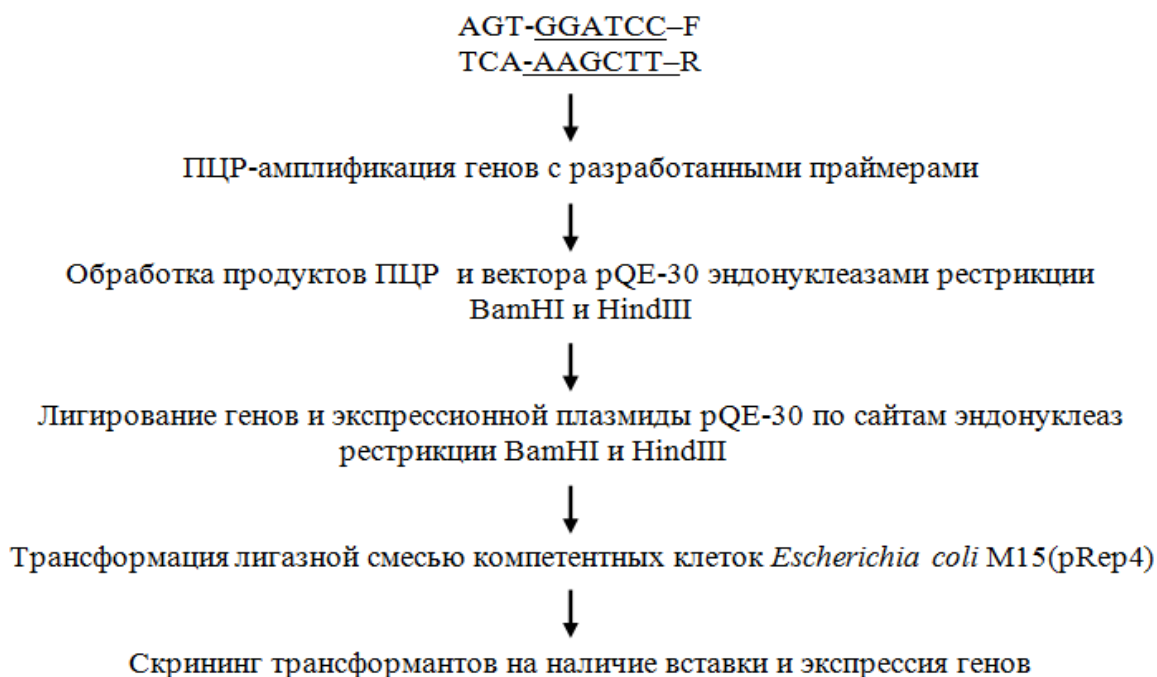 AGT-GGATCC–F
TCA-AAGCTT–R
ПЦР-амплификация генов с разработанными праймерами
Обработка продуктов ПЦР и вектора pQE-30 эндонуклеазами рестрикции
BamHI и HindIII
Лигирование генов и экспрессионной плазмиды pQE-30 по сайтам эндонуклеаз
рестрикции BamHI и HindIII
Трансформация лигазной смесью компетентных клеток Escherichia coli M15(pRep4)
Скрининг трансформантов на наличие вставки и экспрессия генов